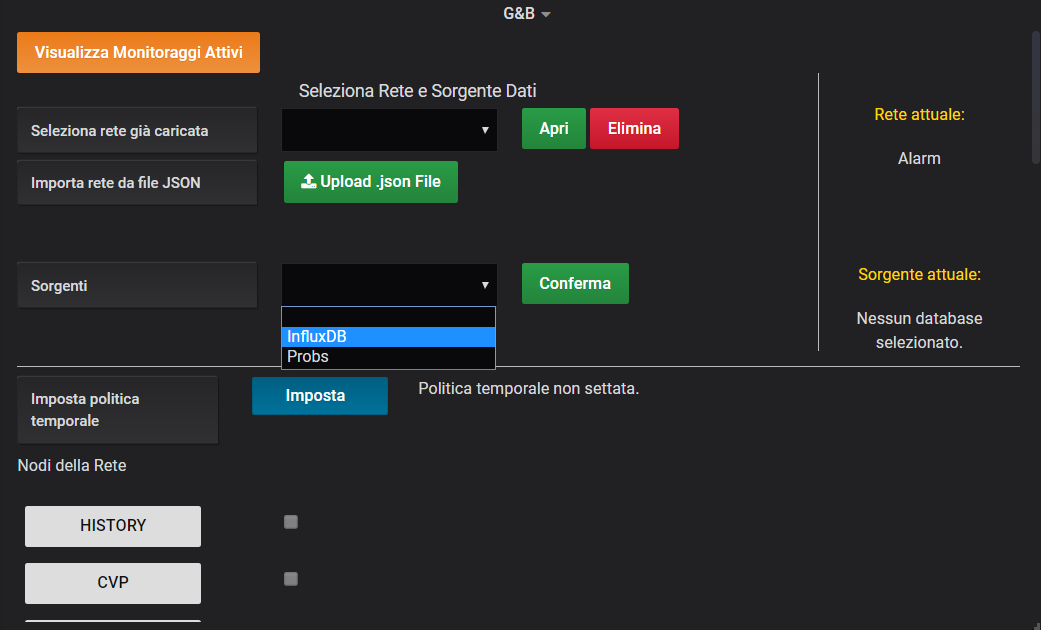 G&B
Visualizza Monitoraggi Attivi
Seleziona Rete e Sorgente Dati
Seleziona rete già caricata
Apri
Elimina
Rete attuale:
Alarm
Importa rete da file JSON
Upload .json File
Sorgenti
Conferma
Sorgente attuale:
Nessun database
selezionato.
InfluxDB
Probs
Imposta politica
temporale
Imposta
Politica temporale non settata.
Nodi della Rete
HISTORY
CVP